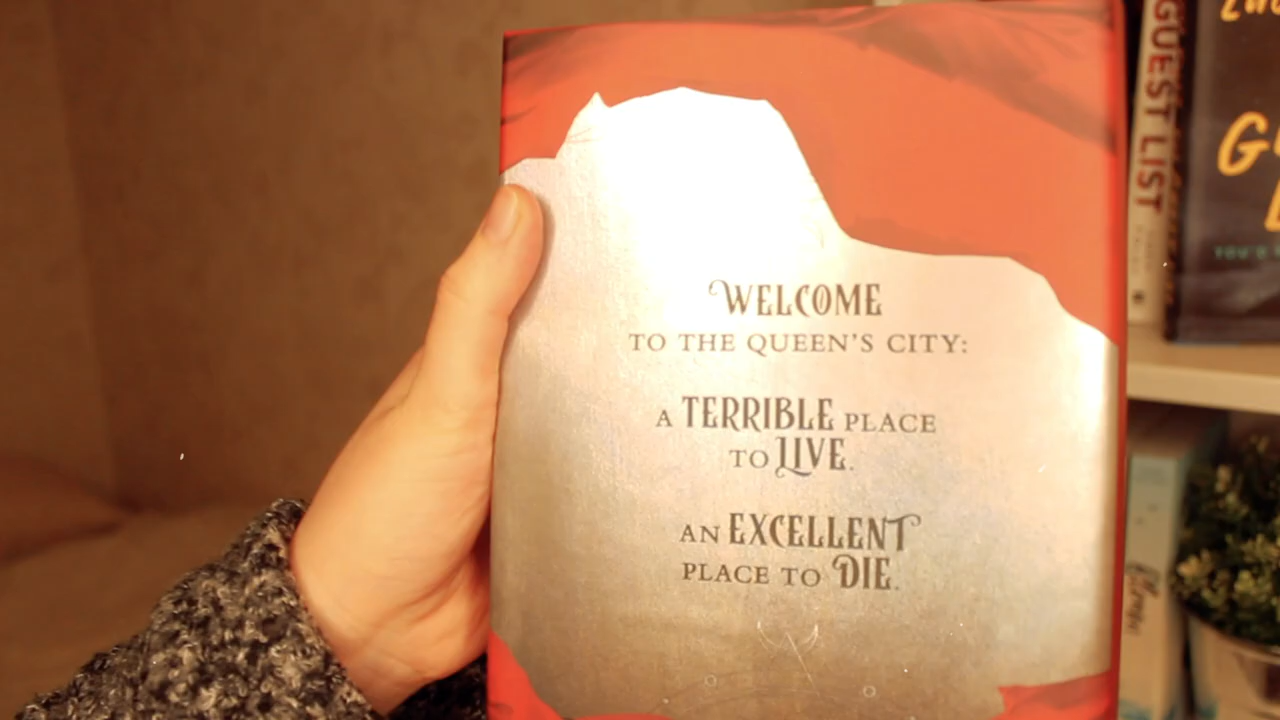 WELCOME
TO THE QUEEN'S CITY:
A TERRIBLE PLACE
TO LIVE.
AN EXCELLENT
PLACE TO DIE.
GUEST LIST